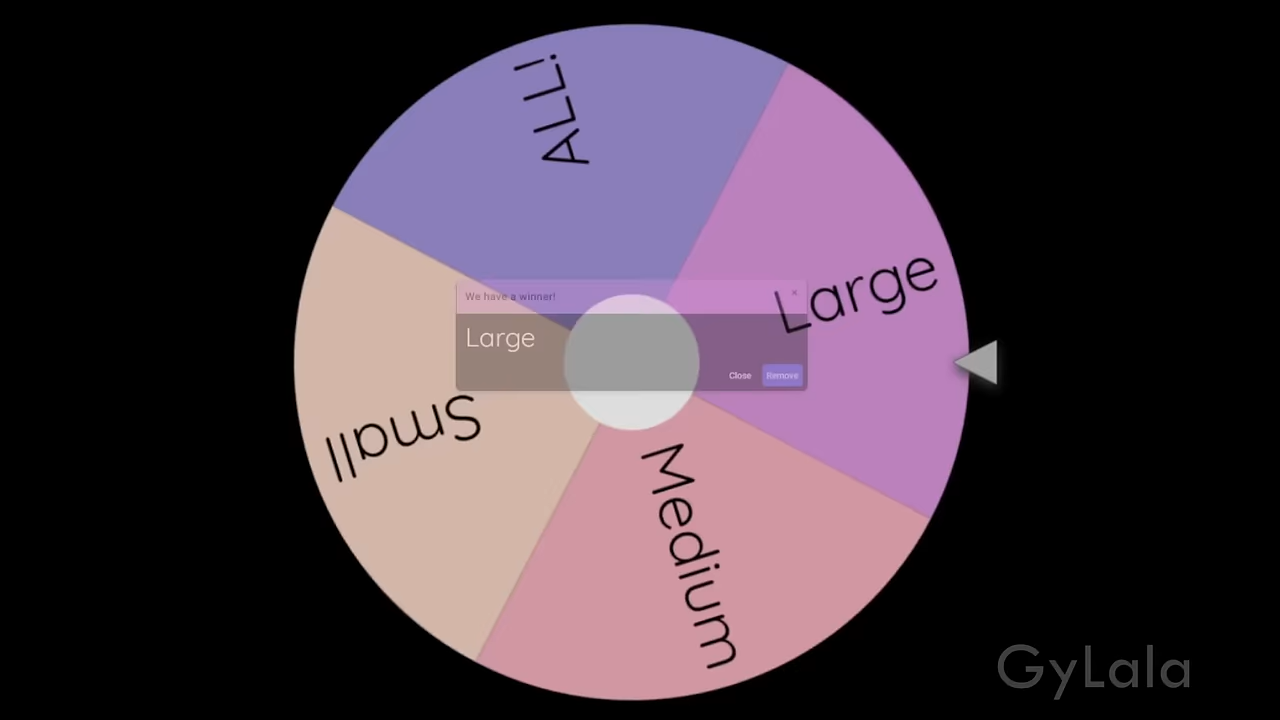 ALL!
Large
We have a winner!
×
Large
Close Remove
Small
Medium
GyLala